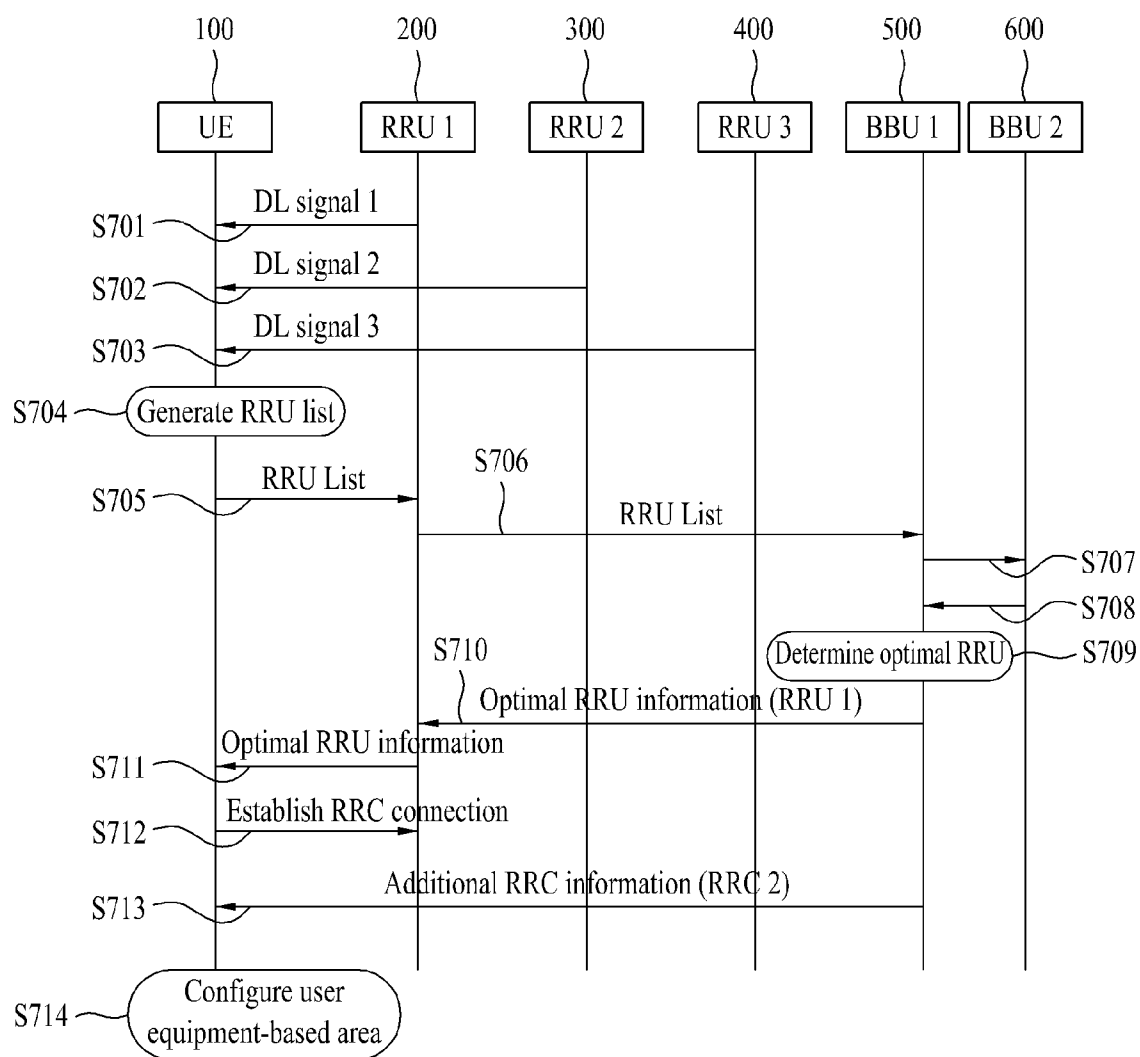 100 200 300 400 500 600
UE RRU 1 RRU 2 RRU 3 BBU 1 BBU 2
DL signal 1
S701
DL signal 2
S702
DL signal 3
S703
S704 Generate RRU list
S706
RRU List
S705
RRU List
S707
S708
S710
Determine optimal RRU S709
Optimal RRU information (RRU 1)
Optimal RRU information
S711
Establish RRC connection
S712
Additional RRC information (RRC 2)
S713
Configure user
S714
equipment-based area